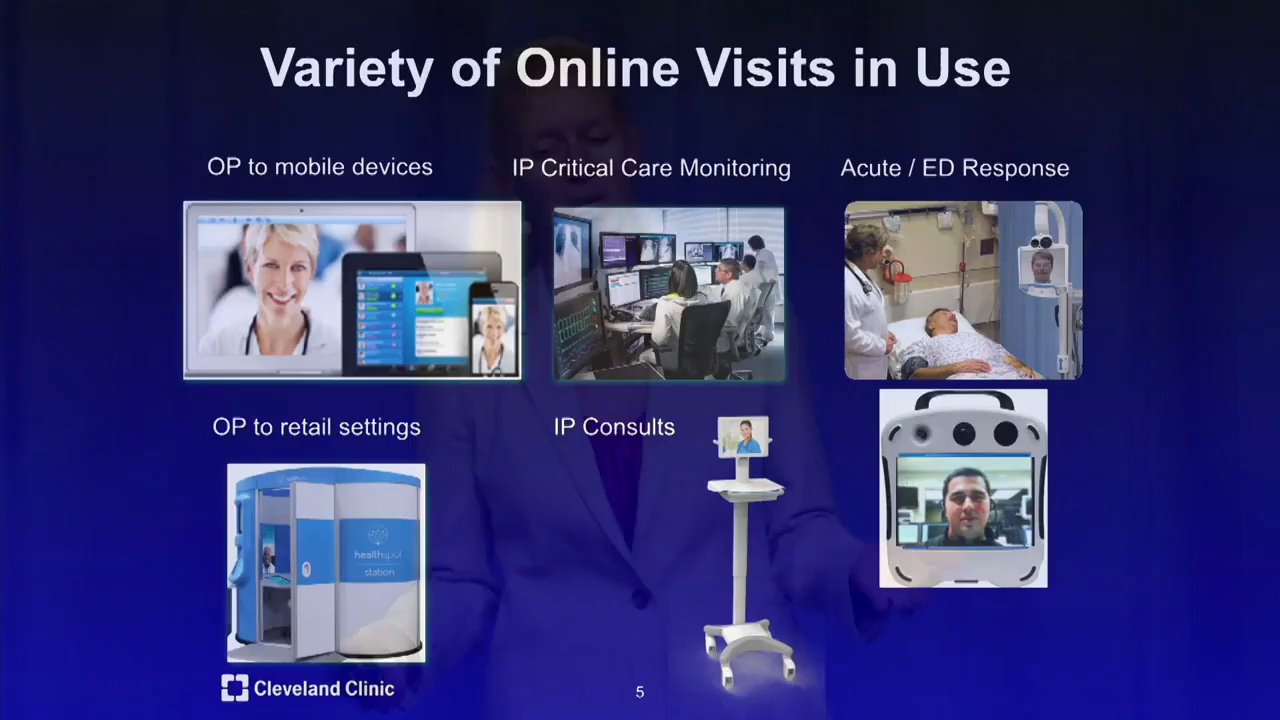 Variety of Online Visits in Use
OP to mobile devices
IP Critical Care Monitoring
Acute / ED Response
OP to retail settings
IP Consults
healthspot
station
Cleveland Clinic
5